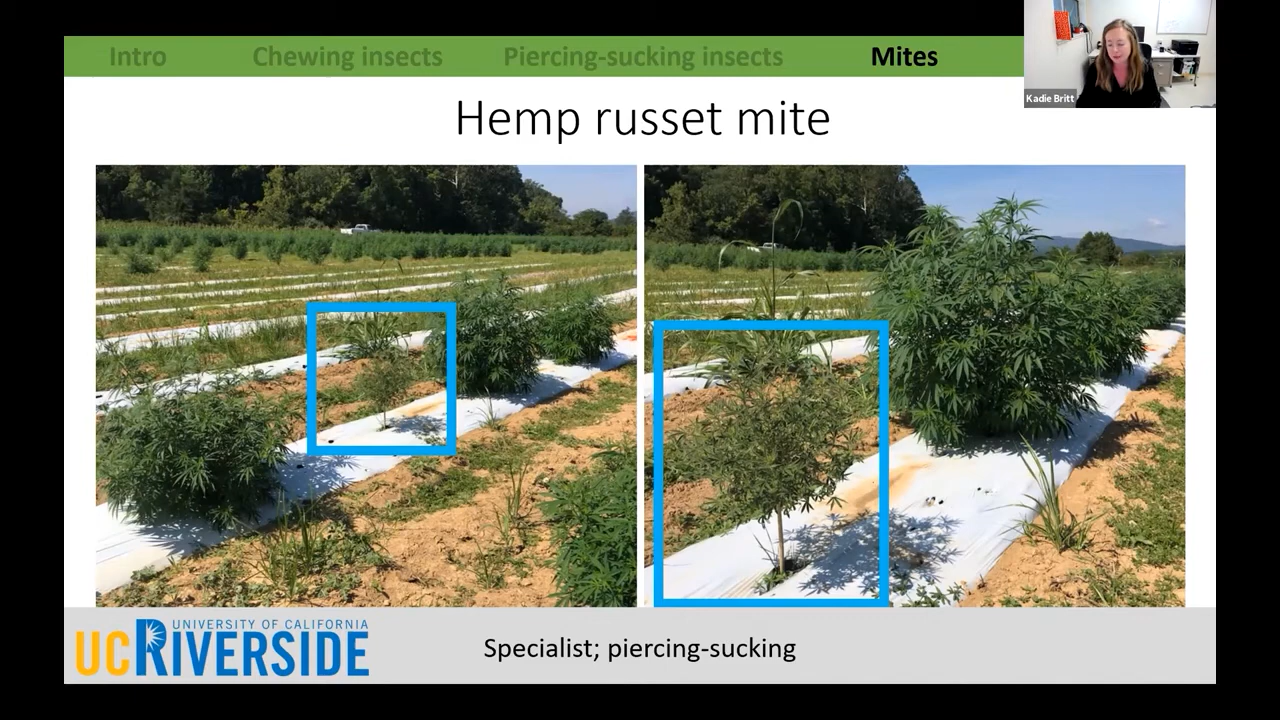 Intro Chewing insects Piercing-sucking insects Mites
Kadie Britt
Hemp russet mite
UNIVERSITY OF CALIFORNIA
UCRIVERSIDE
Specialist; piercing-sucking